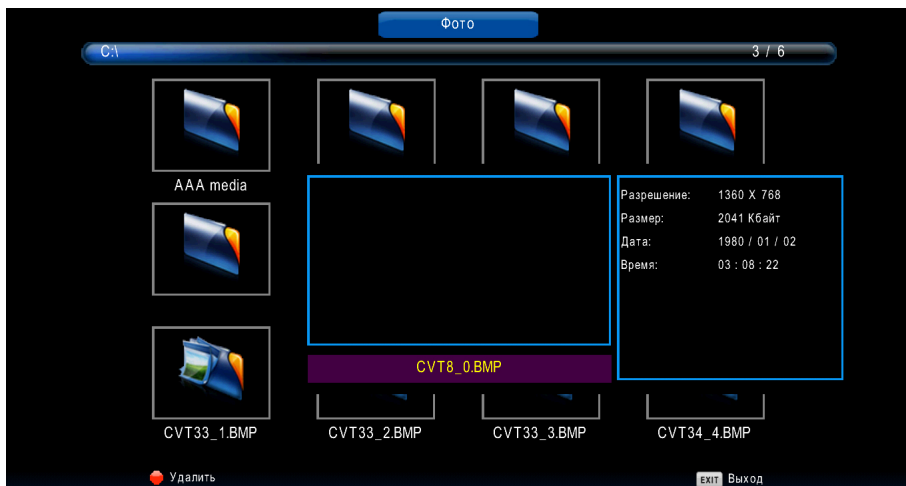 Фото
C:\ 3 / 6
AAA media
Разрешение: 1360 X 768
Размер: 2041 Кбайт
Дата: 1980 / 01 / 02
Время: 03 : 08 : 22
CVT8_0.BMP
CVT33_1.BMP CVT33_2.BMP CVT33_3.BMP CVT34_4.BMP
Удалить EXIT Выход